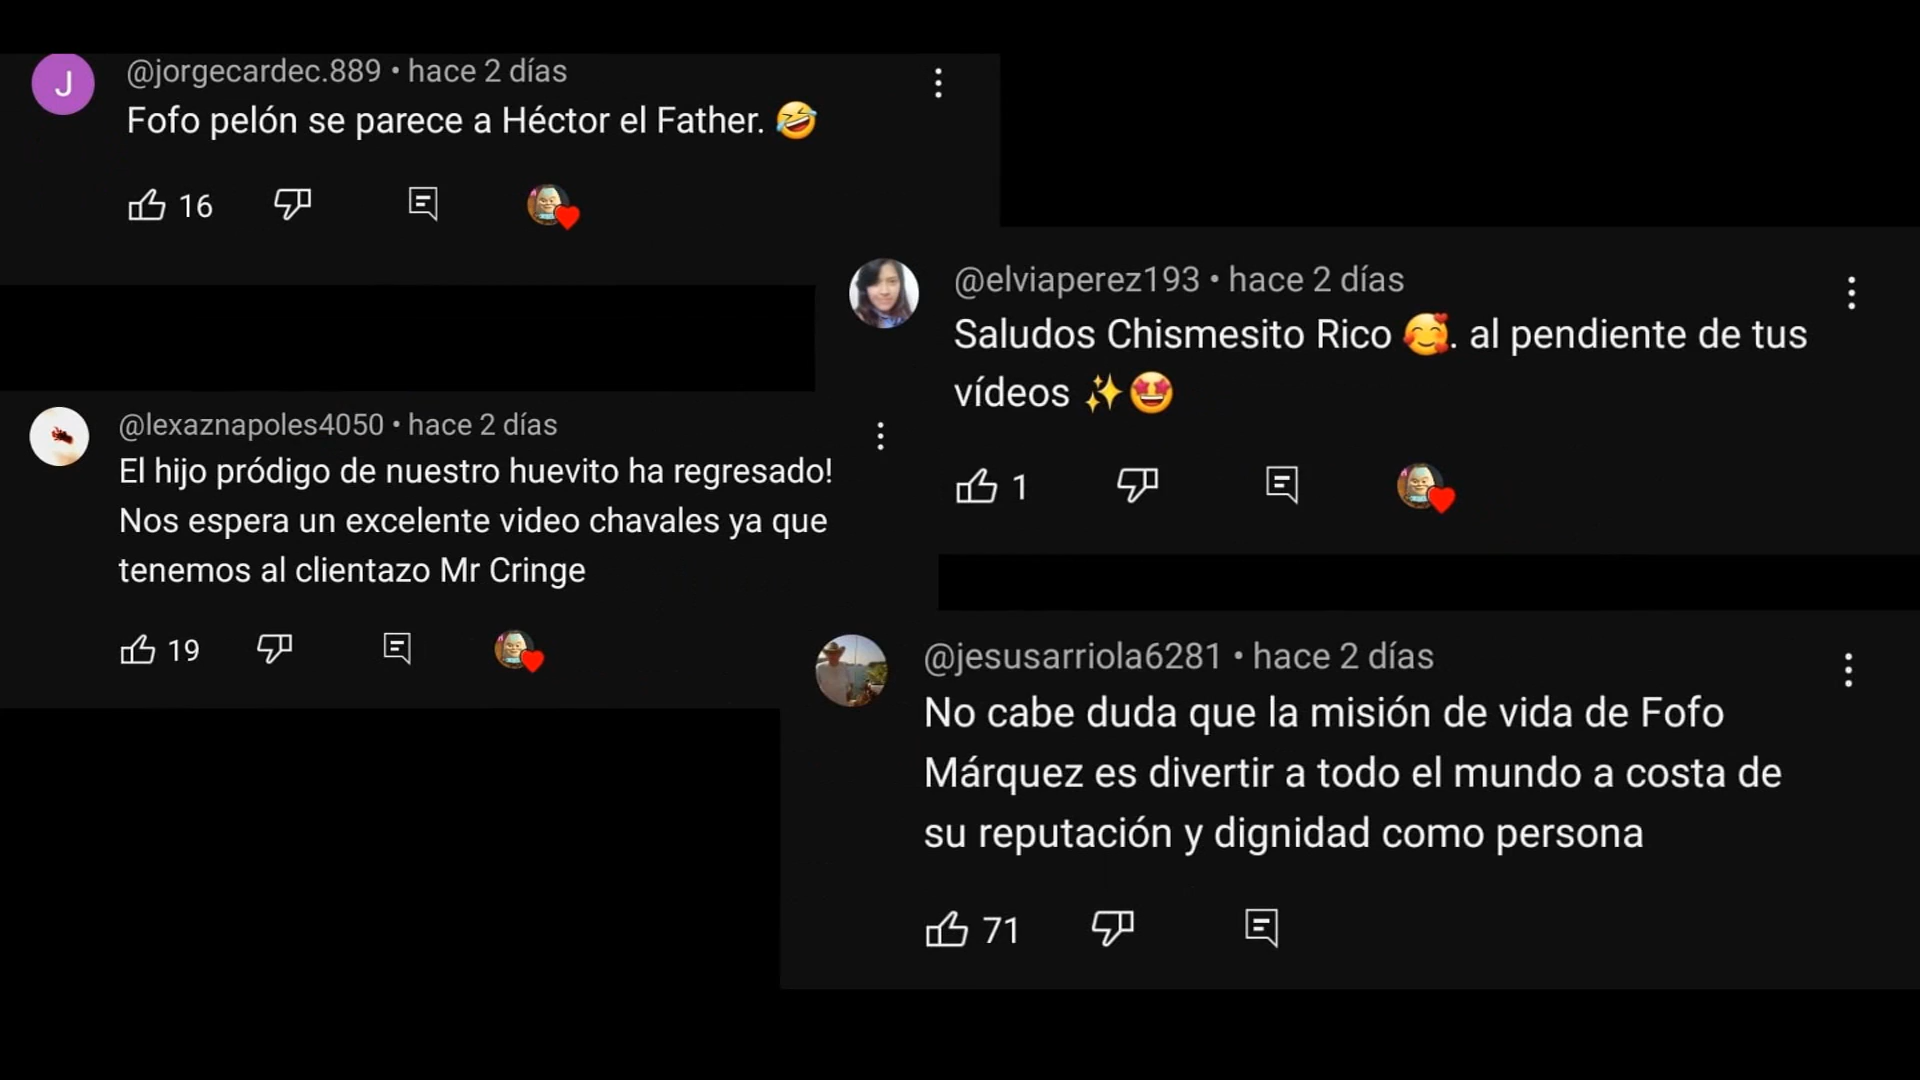 J
@jorgecardec.889 • hace 2 días
Fofo pelón se parece a Héctor el Father. 🤣
16
@elviaperez193 • hace 2 días
Saludos Chismesito Rico 🥰. al pendiente de tus
vídeos ✨🤩
1
@lexaznapoles4050 • hace 2 días
El hijo pródigo de nuestro huevito ha regresado!
Nos espera un excelente video chavales ya que
tenemos al clientazo Mr Cringe
19
@jesusarriola6281 • hace 2 días
No cabe duda que la misión de vida de Fofo
Márquez es divertir a todo el mundo a costa de
su reputación y dignidad como persona
71